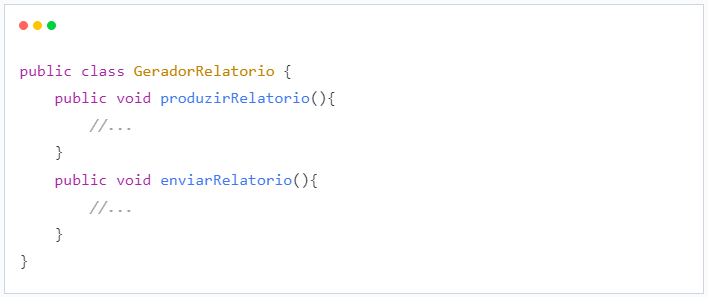 public class GeradorRelatorio {
    public void produzirRelatorio(){
        //...
    }
    public void enviarRelatorio(){
        //...
    }
}